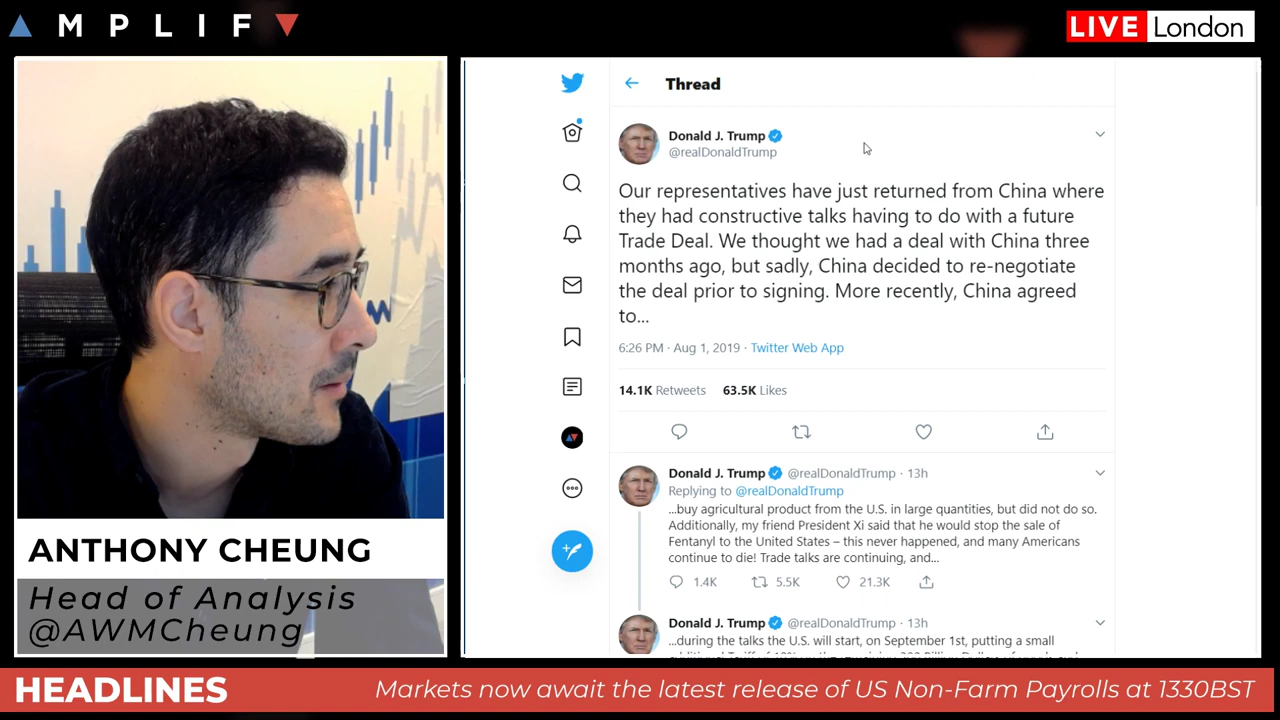 MPLIF
LIVE London
Thread
Donald J. Trump
@realDonaldTrump
Our representatives have just returned from China where
they had constructive talks having to do with a future
Trade Deal. We thought we had a deal with China three
months ago, but sadly, China decided to re-negotiate
the deal prior to signing. More recently, China agreed
to...
6:26 PM · Aug 1, 2019 · Twitter Web App
14.1K Retweets 63.5K Likes
Donald J. Trump @realDonaldTrump · 13h
Replying to @realDonaldTrump
...buy agricultural product from the U.S. in large quantities, but did not do so.
Additionally, my friend President Xi said that he would stop the sale of
Fentanyl to the United States – this never happened, and many Americans
continue to die! Trade talks are continuing, and...
1.4K 5.5K 21.3K
Donald J. Trump @realDonaldTrump · 13h
...during the talks the U.S. will start, on September 1st, putting a small
ANTHONY CHEUNG
Head of Analysis
@AWMCheung
HEADLINES Markets now await the latest release of US Non-Farm Payrolls at 1330BST